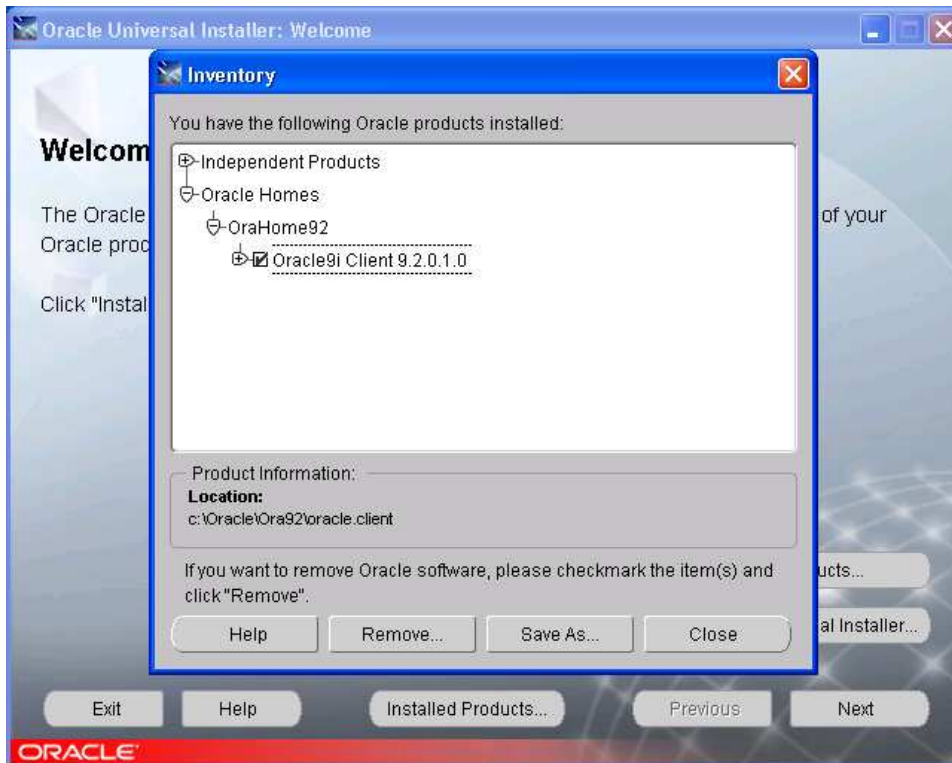 Oracle Universal Installer: Welcome
Inventory
You have the following Oracle products installed:
Independent Products
Oracle Homes
OraHome92
Oracle9i Client 9.2.0.1.0
Product Information:
Location:
c:\Oracle\Ora92\oracle.client
If you want to remove Oracle software, please checkmark the item(s) and
click "Remove".
Help Remove... Save As... Close
Welcom
The Oracle of your
Oracle proc
Click "Instal
ucts...
al Installer...
Exit Help Installed Products... Previous Next
ORACLE